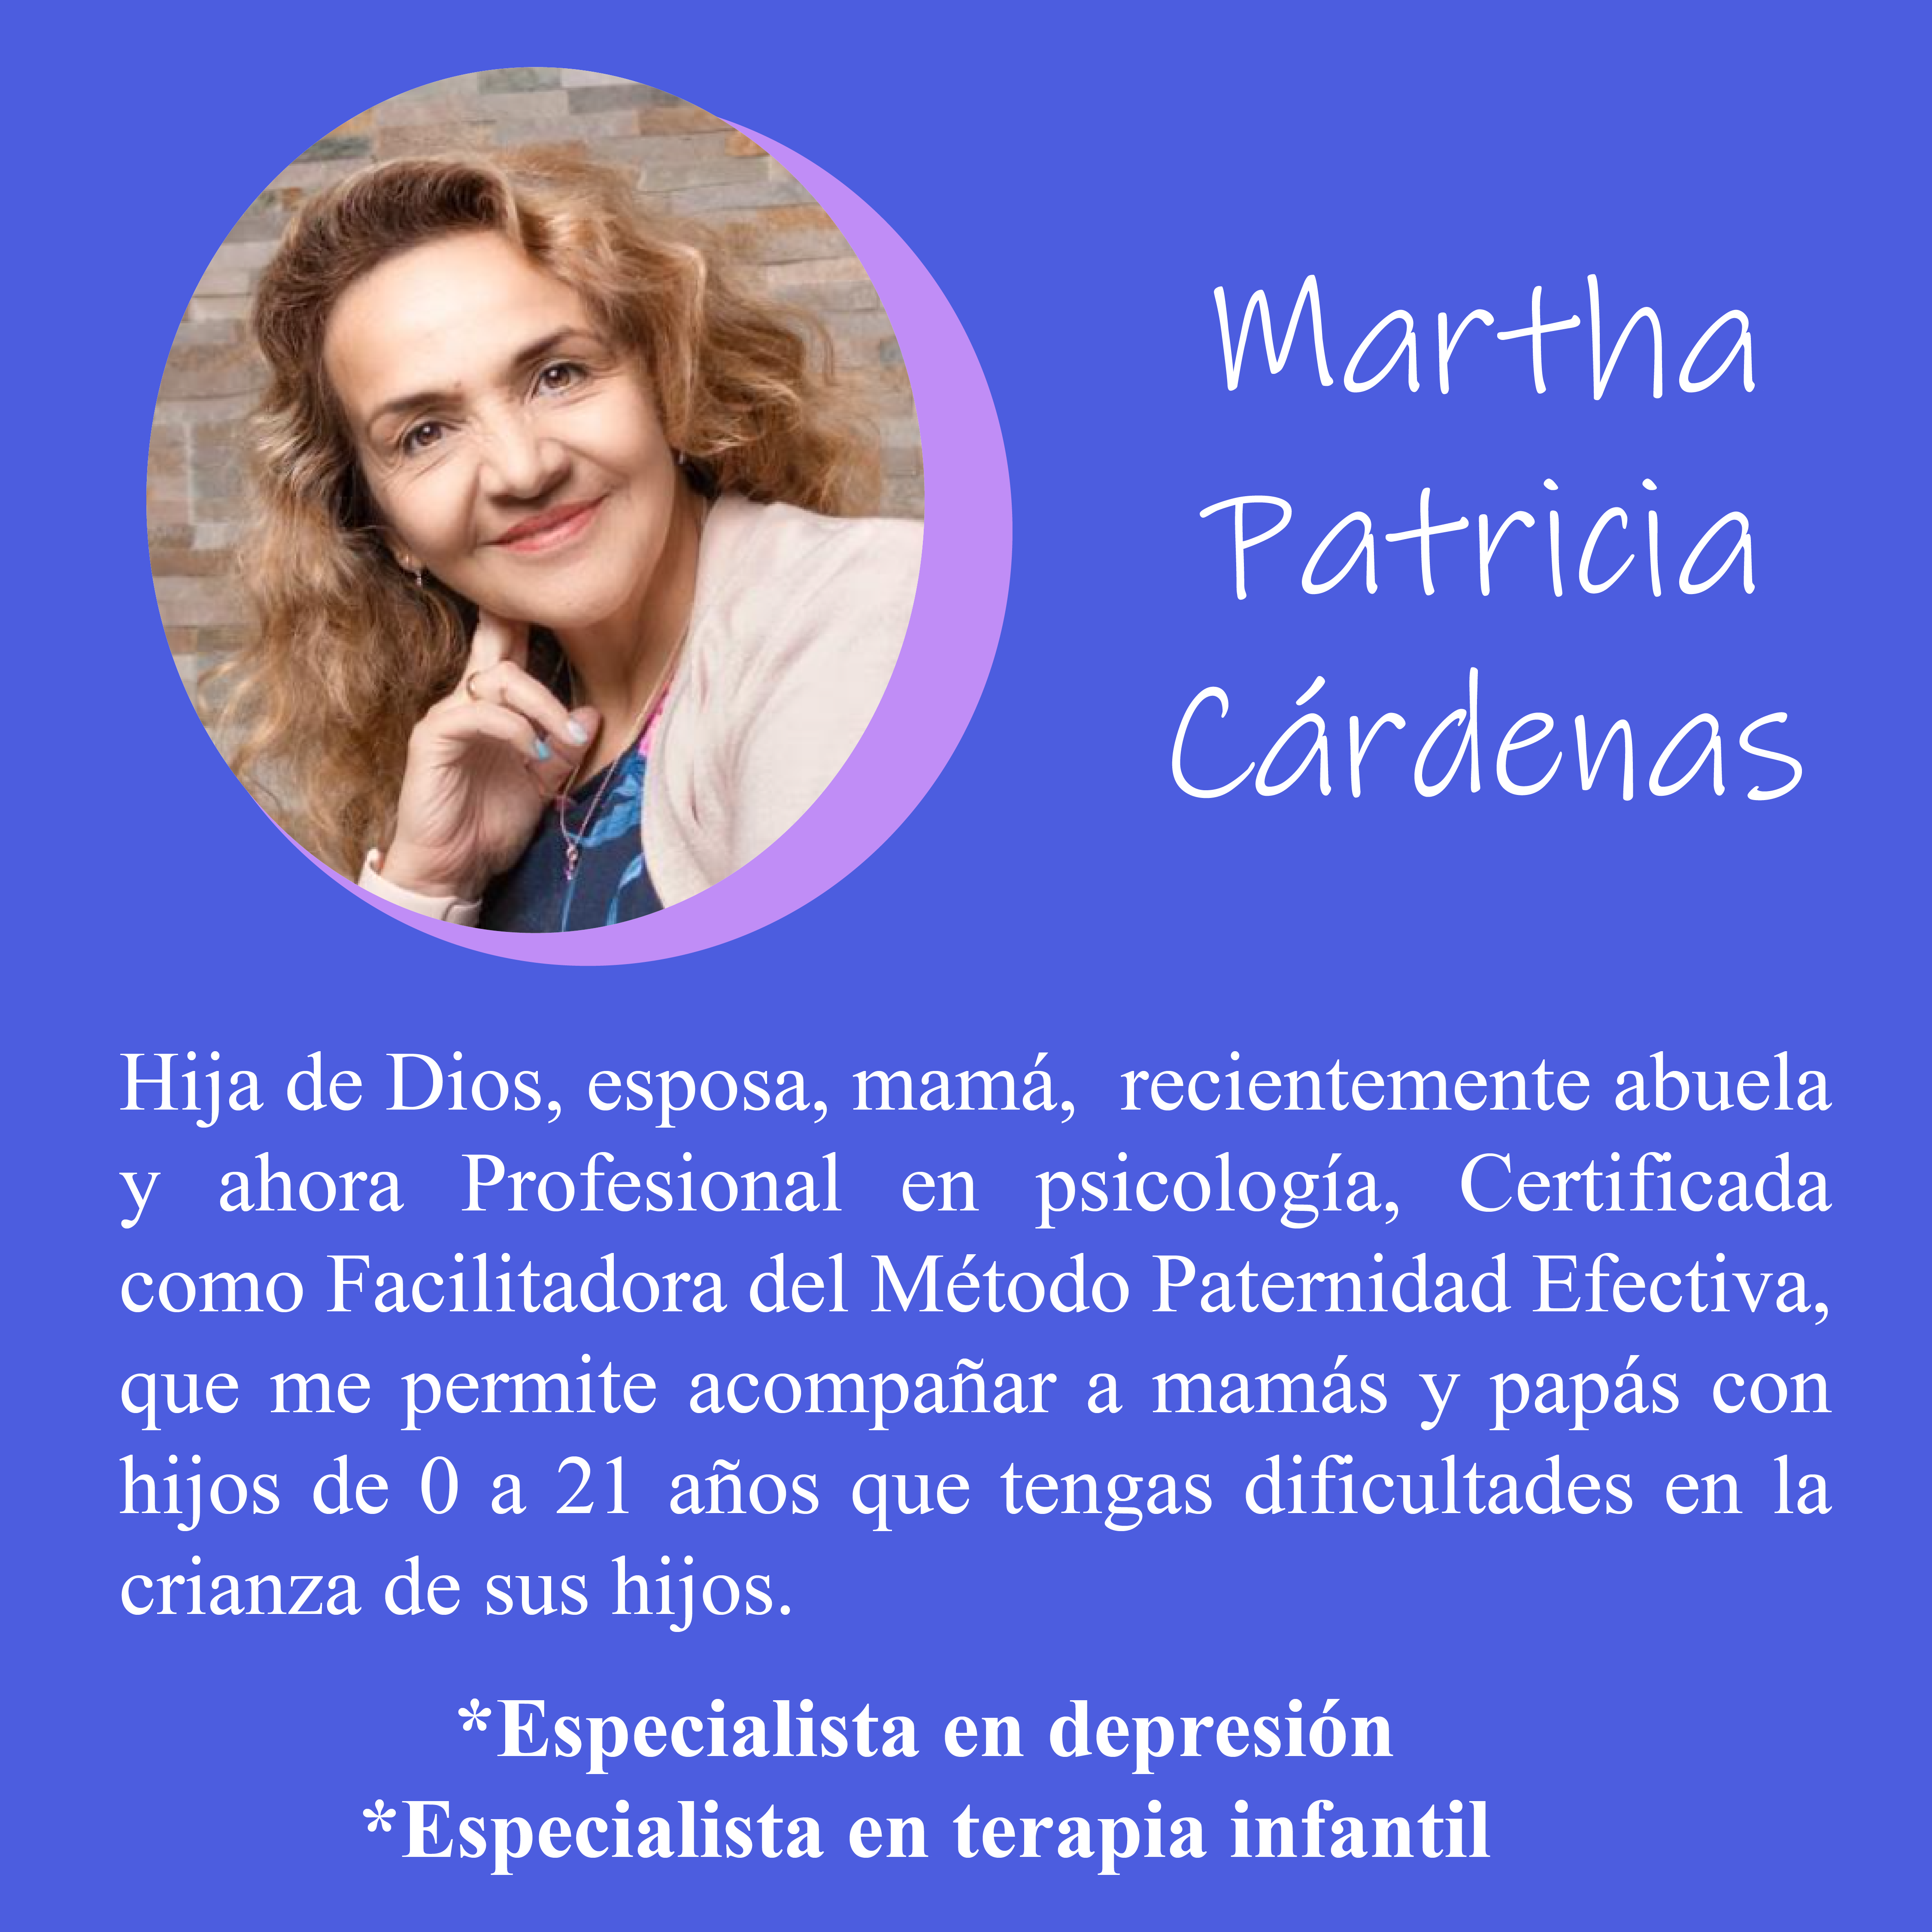 Martha
Patricia
Cárdenas
Hija de Dios, esposa, mamá, recientemente abuela
y ahora Profesional en psicología, Certificada
como Facilitadora del Método Paternidad Efectiva,
que me permite acompañar a mamás y papás con
hijos de 0 a 21 años que tengas dificultades en la
crianza de sus hijos.
*Especialista en depresión
*Especialista en terapia infantil